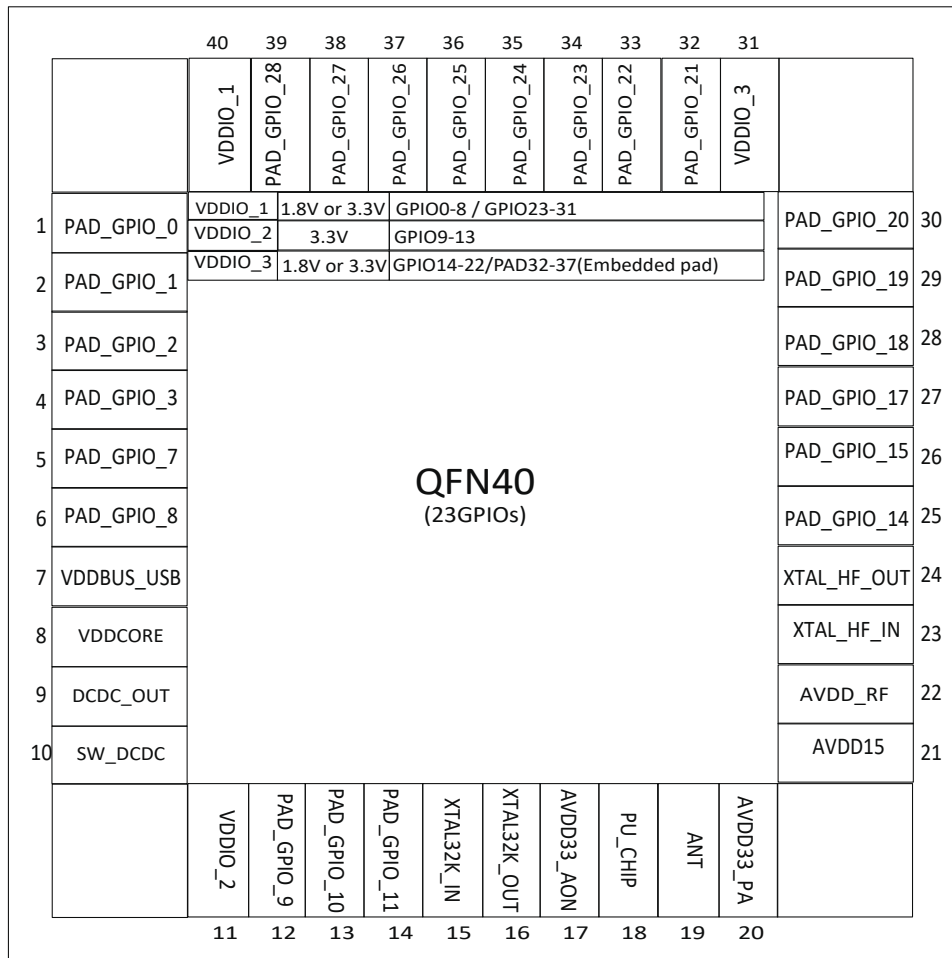 40 39 38 37 36 35 34 33 32 31
VDDIO_1
PAD_GPIO_28
PAD_GPIO_27
PAD_GPIO_26
PAD_GPIO_25
PAD_GPIO_24
PAD_GPIO_23
PAD_GPIO_22
PAD_GPIO_21
VDDIO_3
VDDIO_1 1.8V or 3.3V GPIO0-8 / GPIO23-31
VDDIO_2 3.3V GPIO9-13
VDDIO_3 1.8V or 3.3V GPIO14-22/PAD32-37(Embedded pad)
1 PAD_GPIO_0
2 PAD_GPIO_1
3 PAD_GPIO_2
4 PAD_GPIO_3
5 PAD_GPIO_7
6 PAD_GPIO_8
7 VDDBUS_USB
8 VDDCORE
9 DCDC_OUT
10 SW_DCDC
QFN40
(23GPIOs)
PAD_GPIO_20 30
PAD_GPIO_19 29
PAD_GPIO_18 28
PAD_GPIO_17 27
PAD_GPIO_15 26
PAD_GPIO_14 25
XTAL_HF_OUT 24
XTAL_HF_IN 23
AVDD_RF 22
AVDD15 21
VDDIO_2
PAD_GPIO_9
PAD_GPIO_10
PAD_GPIO_11
XTAL32K_IN
XTAL32K_OUT
AVDD33_AON
PU_CHIP
ANT
AVDD33_PA
11 12 13 14 15 16 17 18 19 20